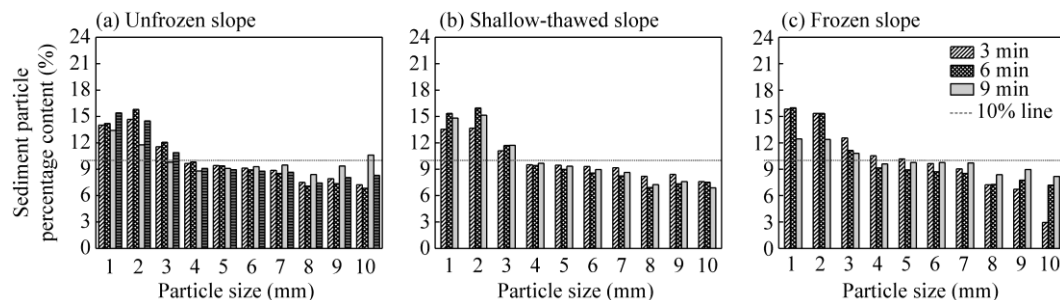 (a) Unfrozen slope
(b) Shallow-thawed slope
(c) Frozen slope
Sediment particle
percentage content (%)
24
21
18
15
12
9
6
3
0
1 2 3 4 5 6 7 8 9 10
Particle size (mm)
24
21
18
15
12
9
6
3
0
1 2 3 4 5 6 7 8 9 10
Particle size (mm)
24
21
18
15
12
9
6
3
0
1 2 3 4 5 6 7 8 9 10
Particle size (mm)
3 min
6 min
9 min
10% line